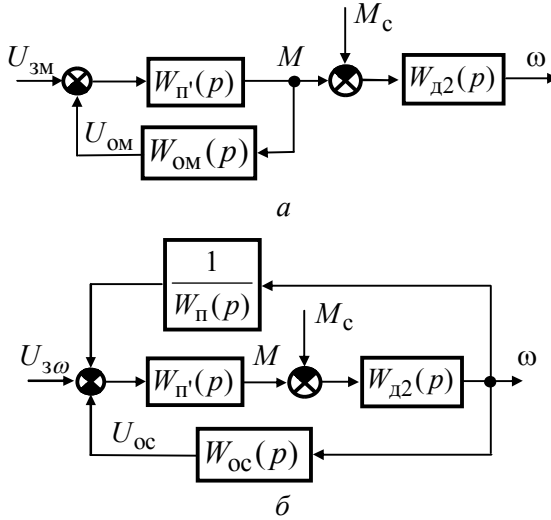 M_c
U_зм
W_п'(p)
M
W_д2(p)
ω
U_ом
W_ом(p)
а
1
W_п(p)
M_c
U_зω
W_п'(p)
M
W_д2(p)
ω
U_ос
W_ос(p)
б